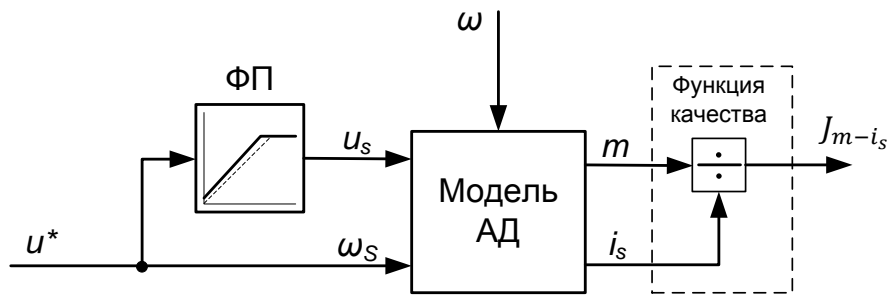 ω
ФП
Функция
качества
u_s
m
J_{m-i_s}
Модель
АД
u*
ω_S
i_s